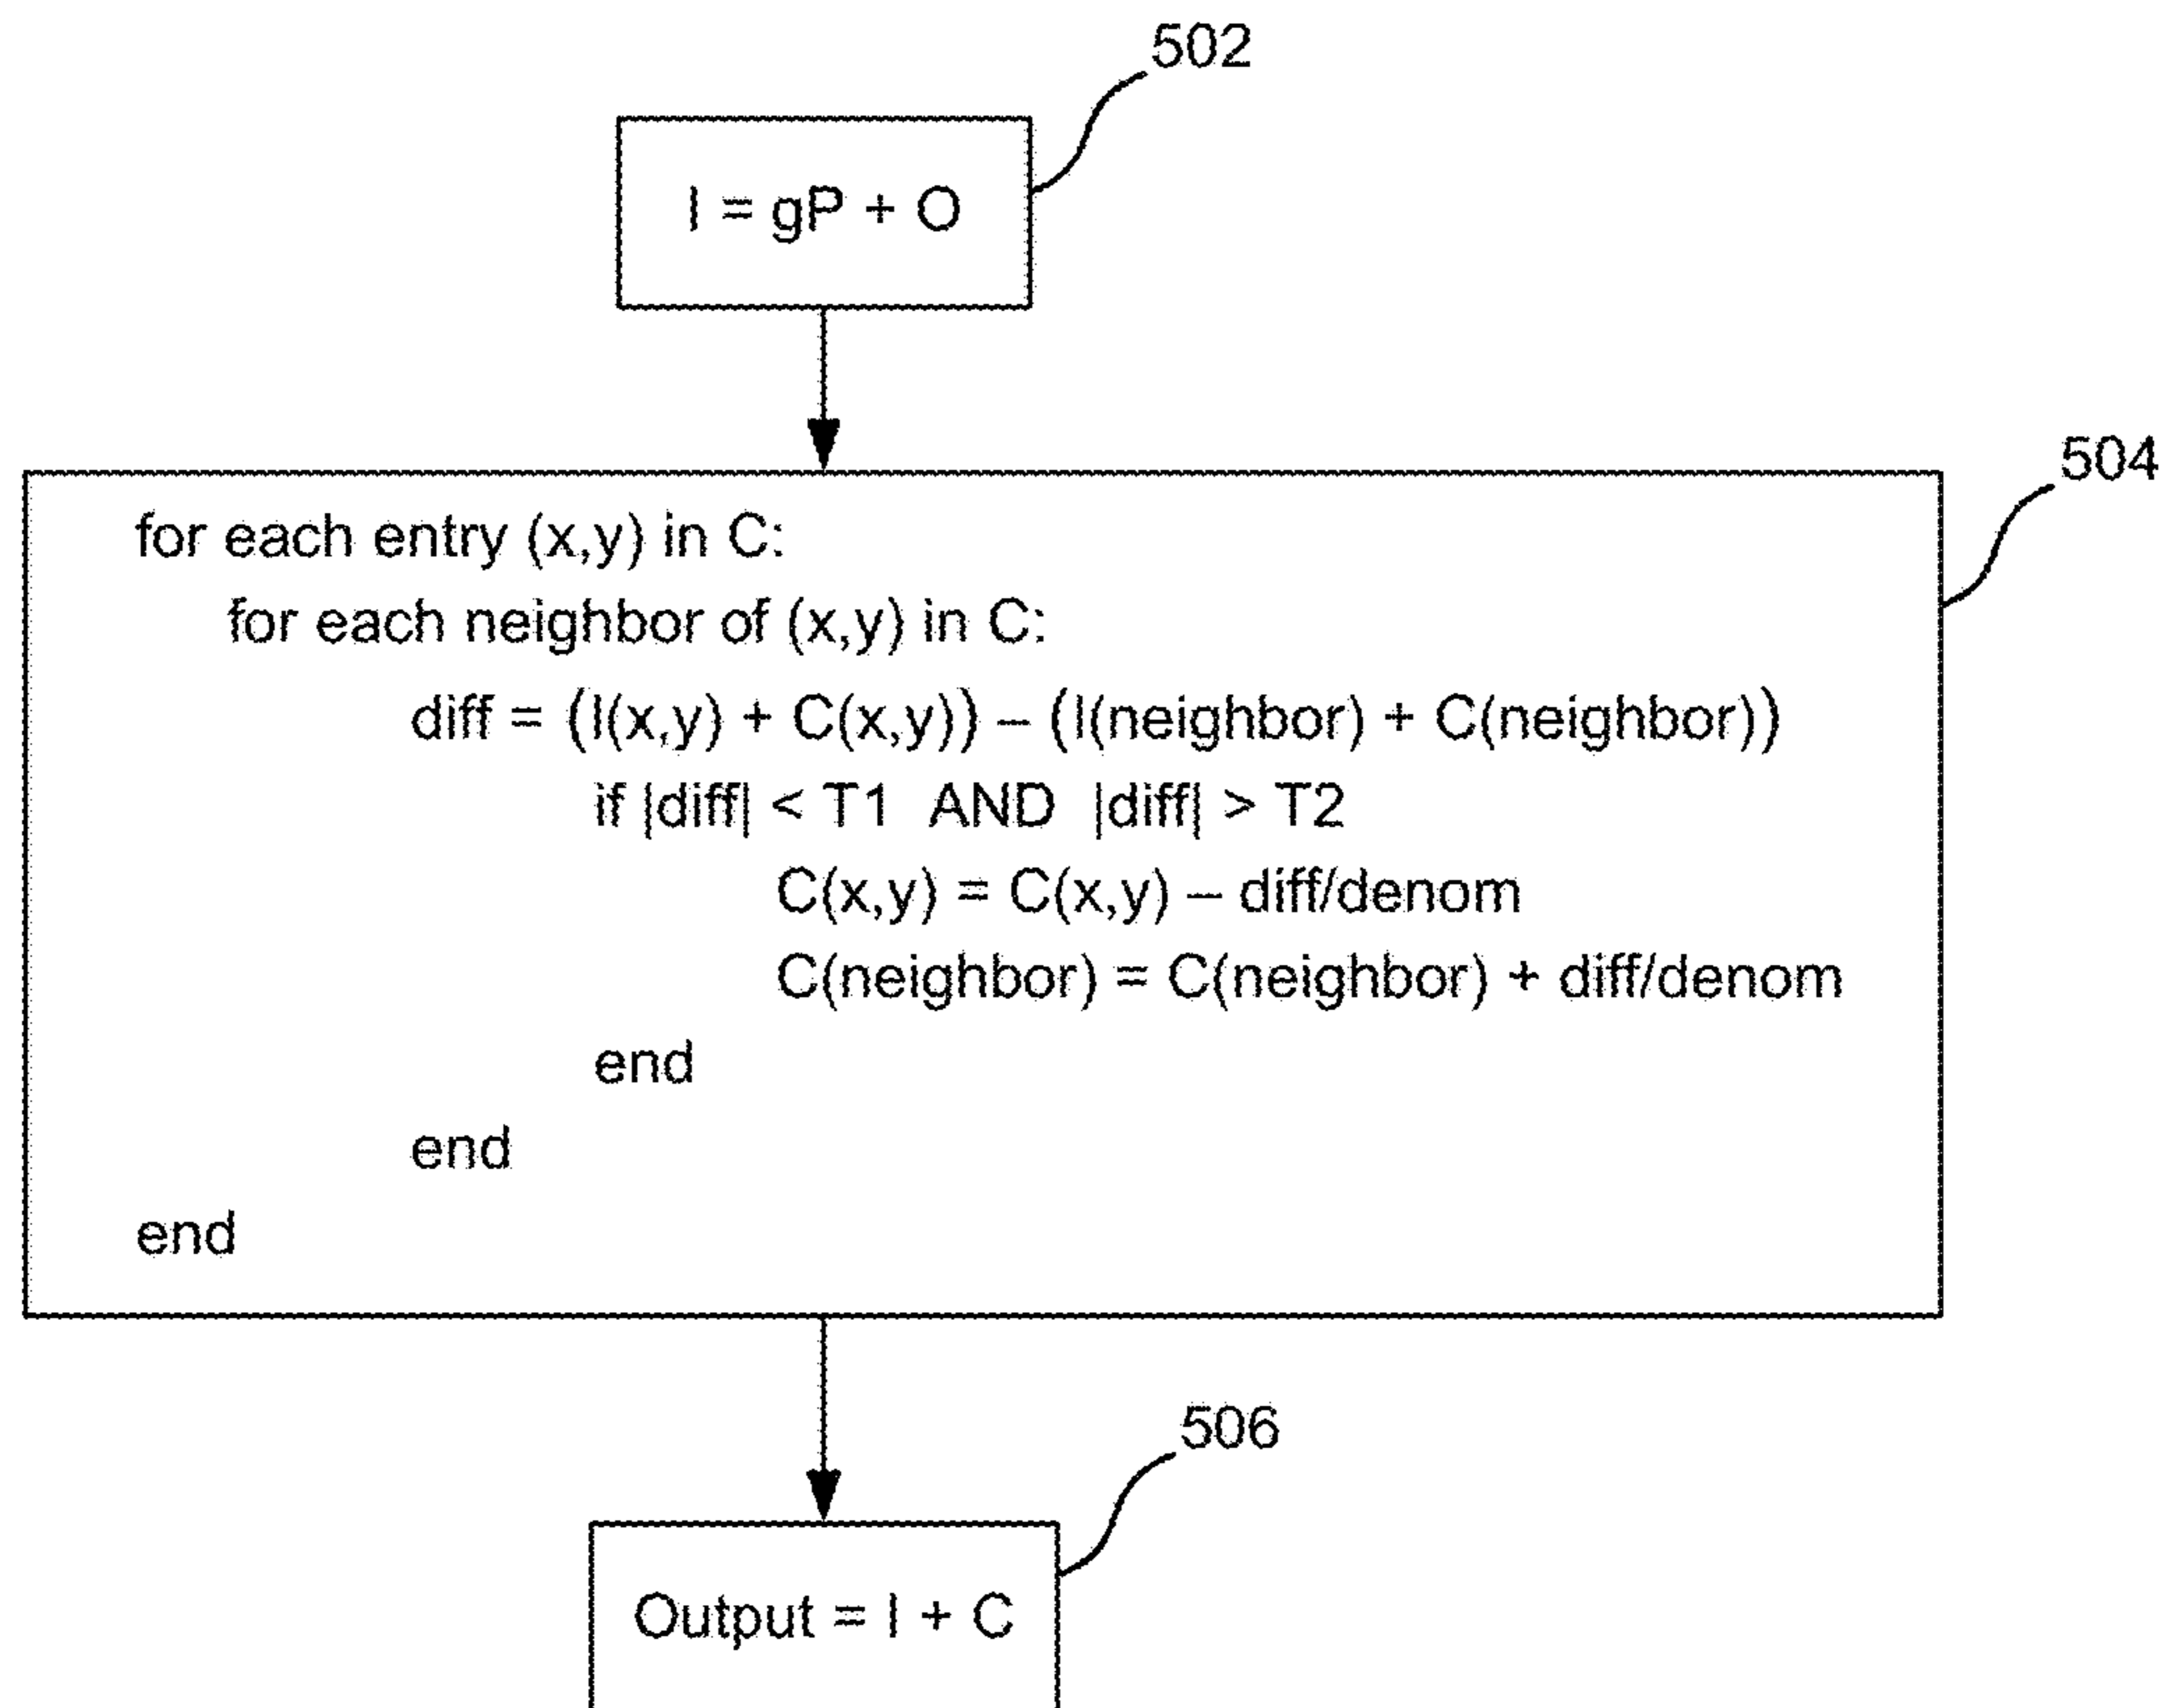 502
I = gP + O
504
for each entry (x,y) in C:
for each neighbor of (x,y) in C:
diff = (I(x,y) + C(x,y)) – (I(neighbor) + C(neighbor))
if |diff| < T1 AND |diff| > T2
C(x,y) = C(x,y) – diff/denom
C(neighbor) = C(neighbor) + diff/denom
end
end
end
506
Output = I + C